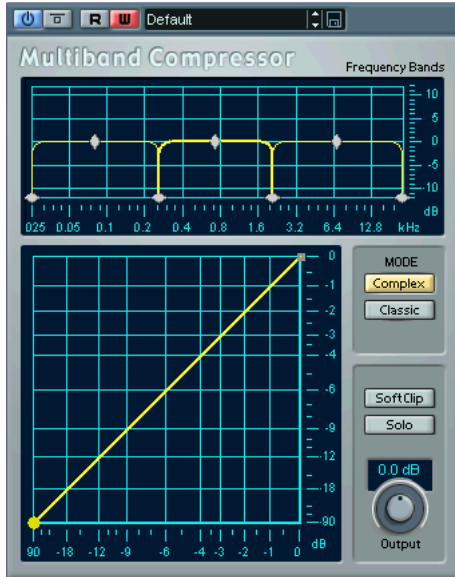 R W Default
Multiband Compressor
Frequency Bands
10
5
0
-5
-10
dB
025 0.05 0.1 0.2 0.4 0.8 1.6 3.2 6.4 12.8 kHz
0
-1
-2
-3
-4
-6
-9
-12
-18
-90
90 -18 -12 -9 -6 -4 -3 -2 -1 0 dB
MODE
Complex
Classic
SoftClip
Solo
0.0 dB
Output